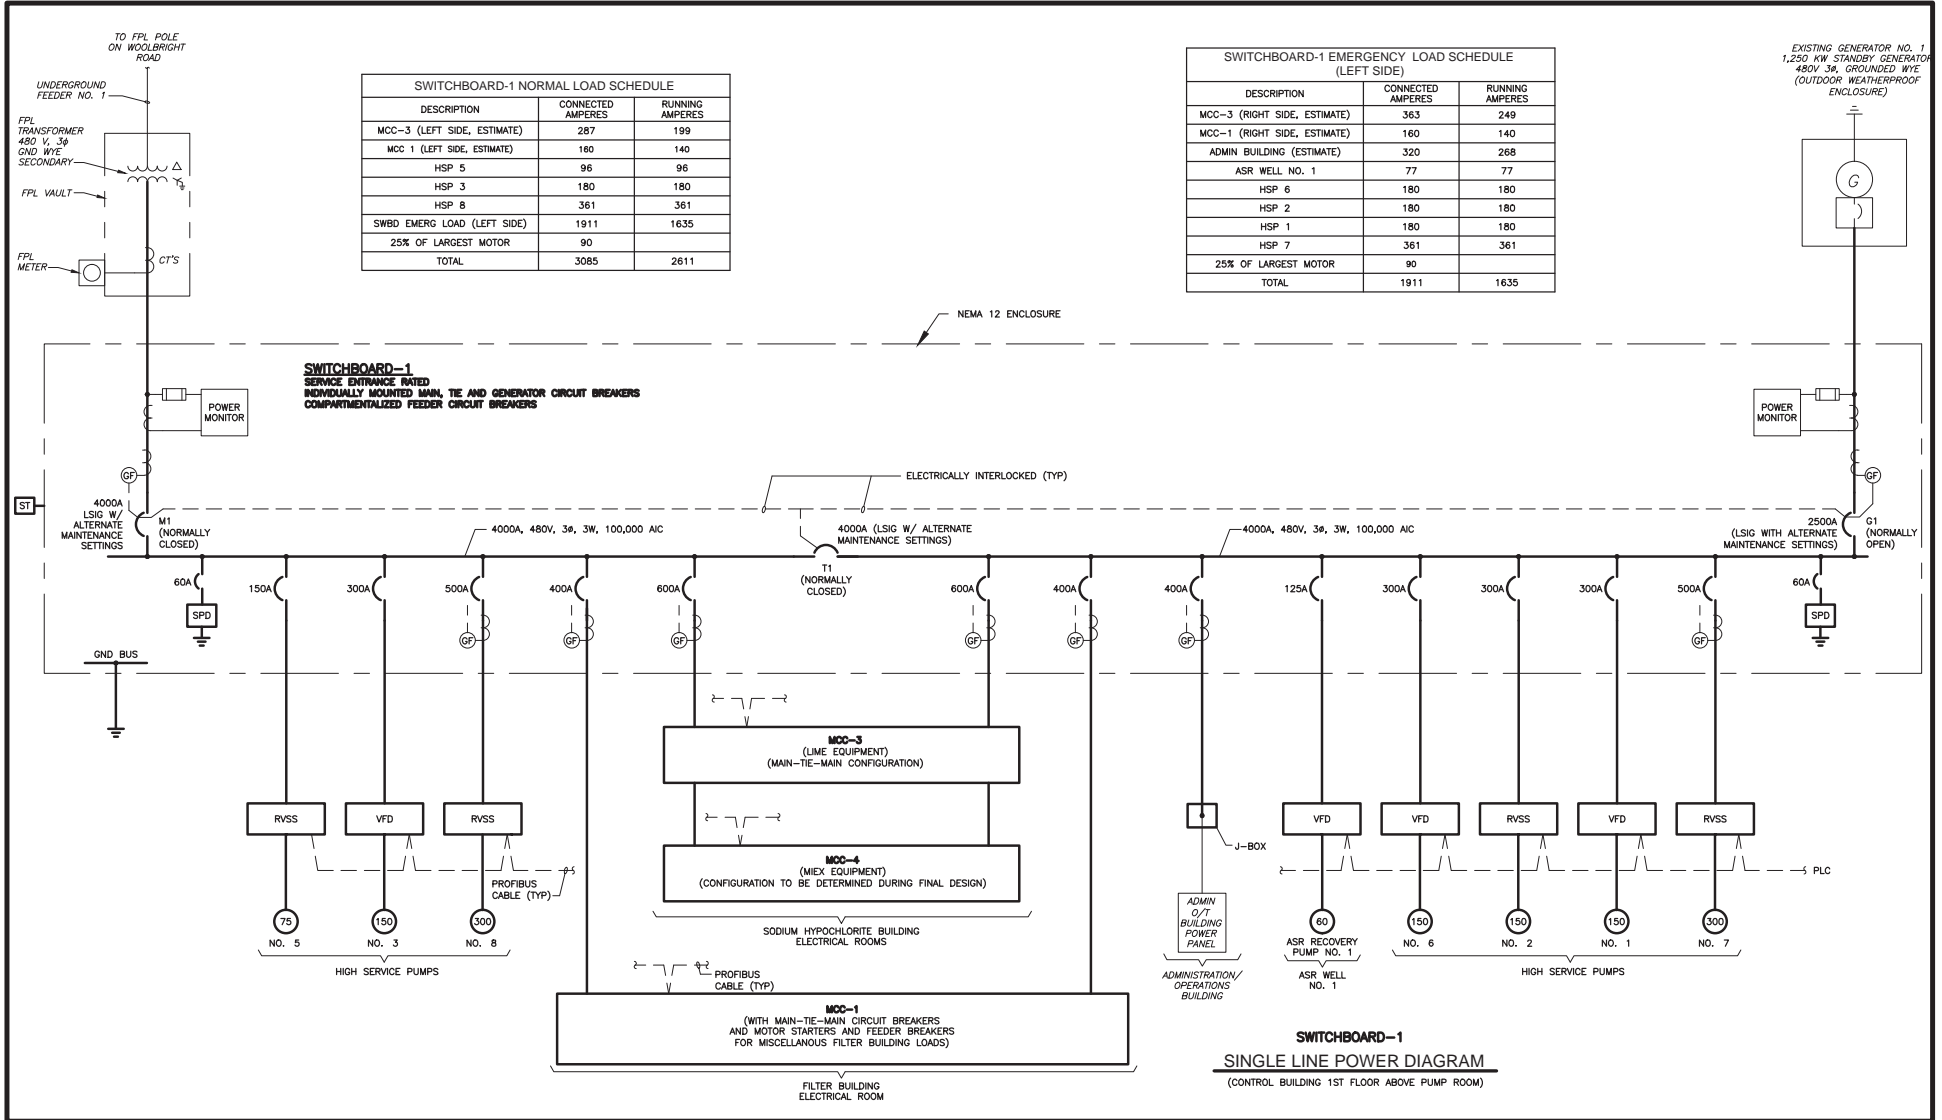 TO FPL POLE
ON WOOLBRIGHT
ROAD
UNDERGROUND
FEEDER NO. 1
FPL
TRANSFORMER
480 V, 3ø
GND WYE
SECONDARY
FPL VAULT
FPL
METER
CT'S
SWITCHBOARD-1 NORMAL LOAD SCHEDULE
DESCRIPTION CONNECTED AMPERES RUNNING AMPERES
MCC-3 (LEFT SIDE, ESTIMATE) 287 199
MCC 1 (LEFT SIDE, ESTIMATE) 160 140
HSP 5 96 96
HSP 3 180 180
HSP 8 361 361
SWBD EMERG LOAD (LEFT SIDE) 1911 1635
25% OF LARGEST MOTOR 90
TOTAL 3085 2611
SWITCHBOARD-1 EMERGENCY LOAD SCHEDULE
(LEFT SIDE)
DESCRIPTION CONNECTED AMPERES RUNNING AMPERES
MCC-3 (RIGHT SIDE, ESTIMATE) 363 249
MCC-1 (RIGHT SIDE, ESTIMATE) 160 140
ADMIN BUILDING (ESTIMATE) 320 268
ASR WELL NO. 1 77 77
HSP 6 180 180
HSP 2 180 180
HSP 1 180 180
HSP 7 361 361
25% OF LARGEST MOTOR 90
TOTAL 1911 1635
EXISTING GENERATOR NO. 1
1,250 KW STANDBY GENERATOR
480V 3ø, GROUNDED WYE
(OUTDOOR WEATHERPROOF
ENCLOSURE)
G
NEMA 12 ENCLOSURE
SWITCHBOARD-1
SERVICE ENTRANCE RATED
INDIVIDUALLY MOUNTED MAIN, TIE AND GENERATOR CIRCUIT BREAKERS
COMPARTMENTALIZED FEEDER CIRCUIT BREAKERS
POWER
MONITOR
POWER
MONITOR
GF
GF
ST
4000A
LSIG W/
ALTERNATE
MAINTENANCE
SETTINGS
M1
(NORMALLY
CLOSED)
ELECTRICALLY INTERLOCKED (TYP)
4000A, 480V, 3ø, 3W, 100,000 AIC
4000A (LSIG W/ ALTERNATE
MAINTENANCE SETTINGS)
T1
(NORMALLY
CLOSED)
4000A, 480V, 3ø, 3W, 100,000 AIC
2500A
(LSIG WITH ALTERNATE
MAINTENANCE SETTINGS)
G1
(NORMALLY
OPEN)
60A 150A 300A 500A 400A 600A 600A 400A 400A 125A 300A 300A 300A 500A 60A
SPD GF GF GF GF GF GF GF SPD
GND BUS
MCC-3
(LIME EQUIPMENT)
(MAIN-TIE-MAIN CONFIGURATION)
RVSS VFD RVSS
VFD VFD RVSS VFD RVSS
J-BOX
MCC-4
(MIEX EQUIPMENT)
(CONFIGURATION TO BE DETERMINED DURING FINAL DESIGN)
PROFIBUS
CABLE (TYP)
PLC
SODIUM HYPOCHLORITE BUILDING
ELECTRICAL ROOMS
75 150 300
NO. 5 NO. 3 NO. 8
HIGH SERVICE PUMPS
ADMIN
O/T
BUILDING
POWER
PANEL
ADMINISTRATION/
OPERATIONS
BUILDING
60 150 150 150 300
ASR RECOVERY
PUMP NO. 1
NO. 6 NO. 2 NO. 1 NO. 7
ASR WELL
NO. 1
HIGH SERVICE PUMPS
PROFIBUS
CABLE (TYP)
MCC-1
(WITH MAIN-TIE-MAIN CIRCUIT BREAKERS
AND MOTOR STARTERS AND FEEDER BREAKERS
FOR MISCELLANOUS FILTER BUILDING LOADS)
FILTER BUILDING
ELECTRICAL ROOM
SWITCHBOARD-1
SINGLE LINE POWER DIAGRAM
(CONTROL BUILDING 1ST FLOOR ABOVE PUMP ROOM)